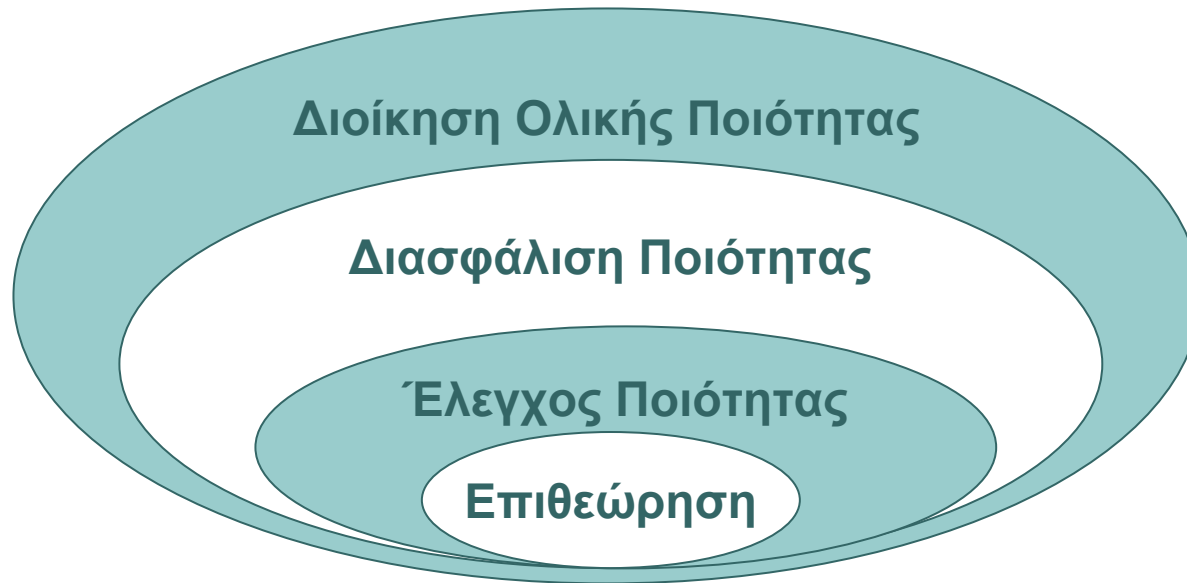 Διοίκηση Ολικής Ποιότητας
Διασφάλιση Ποιότητας
Έλεγχος Ποιότητας
Επιθεώρηση